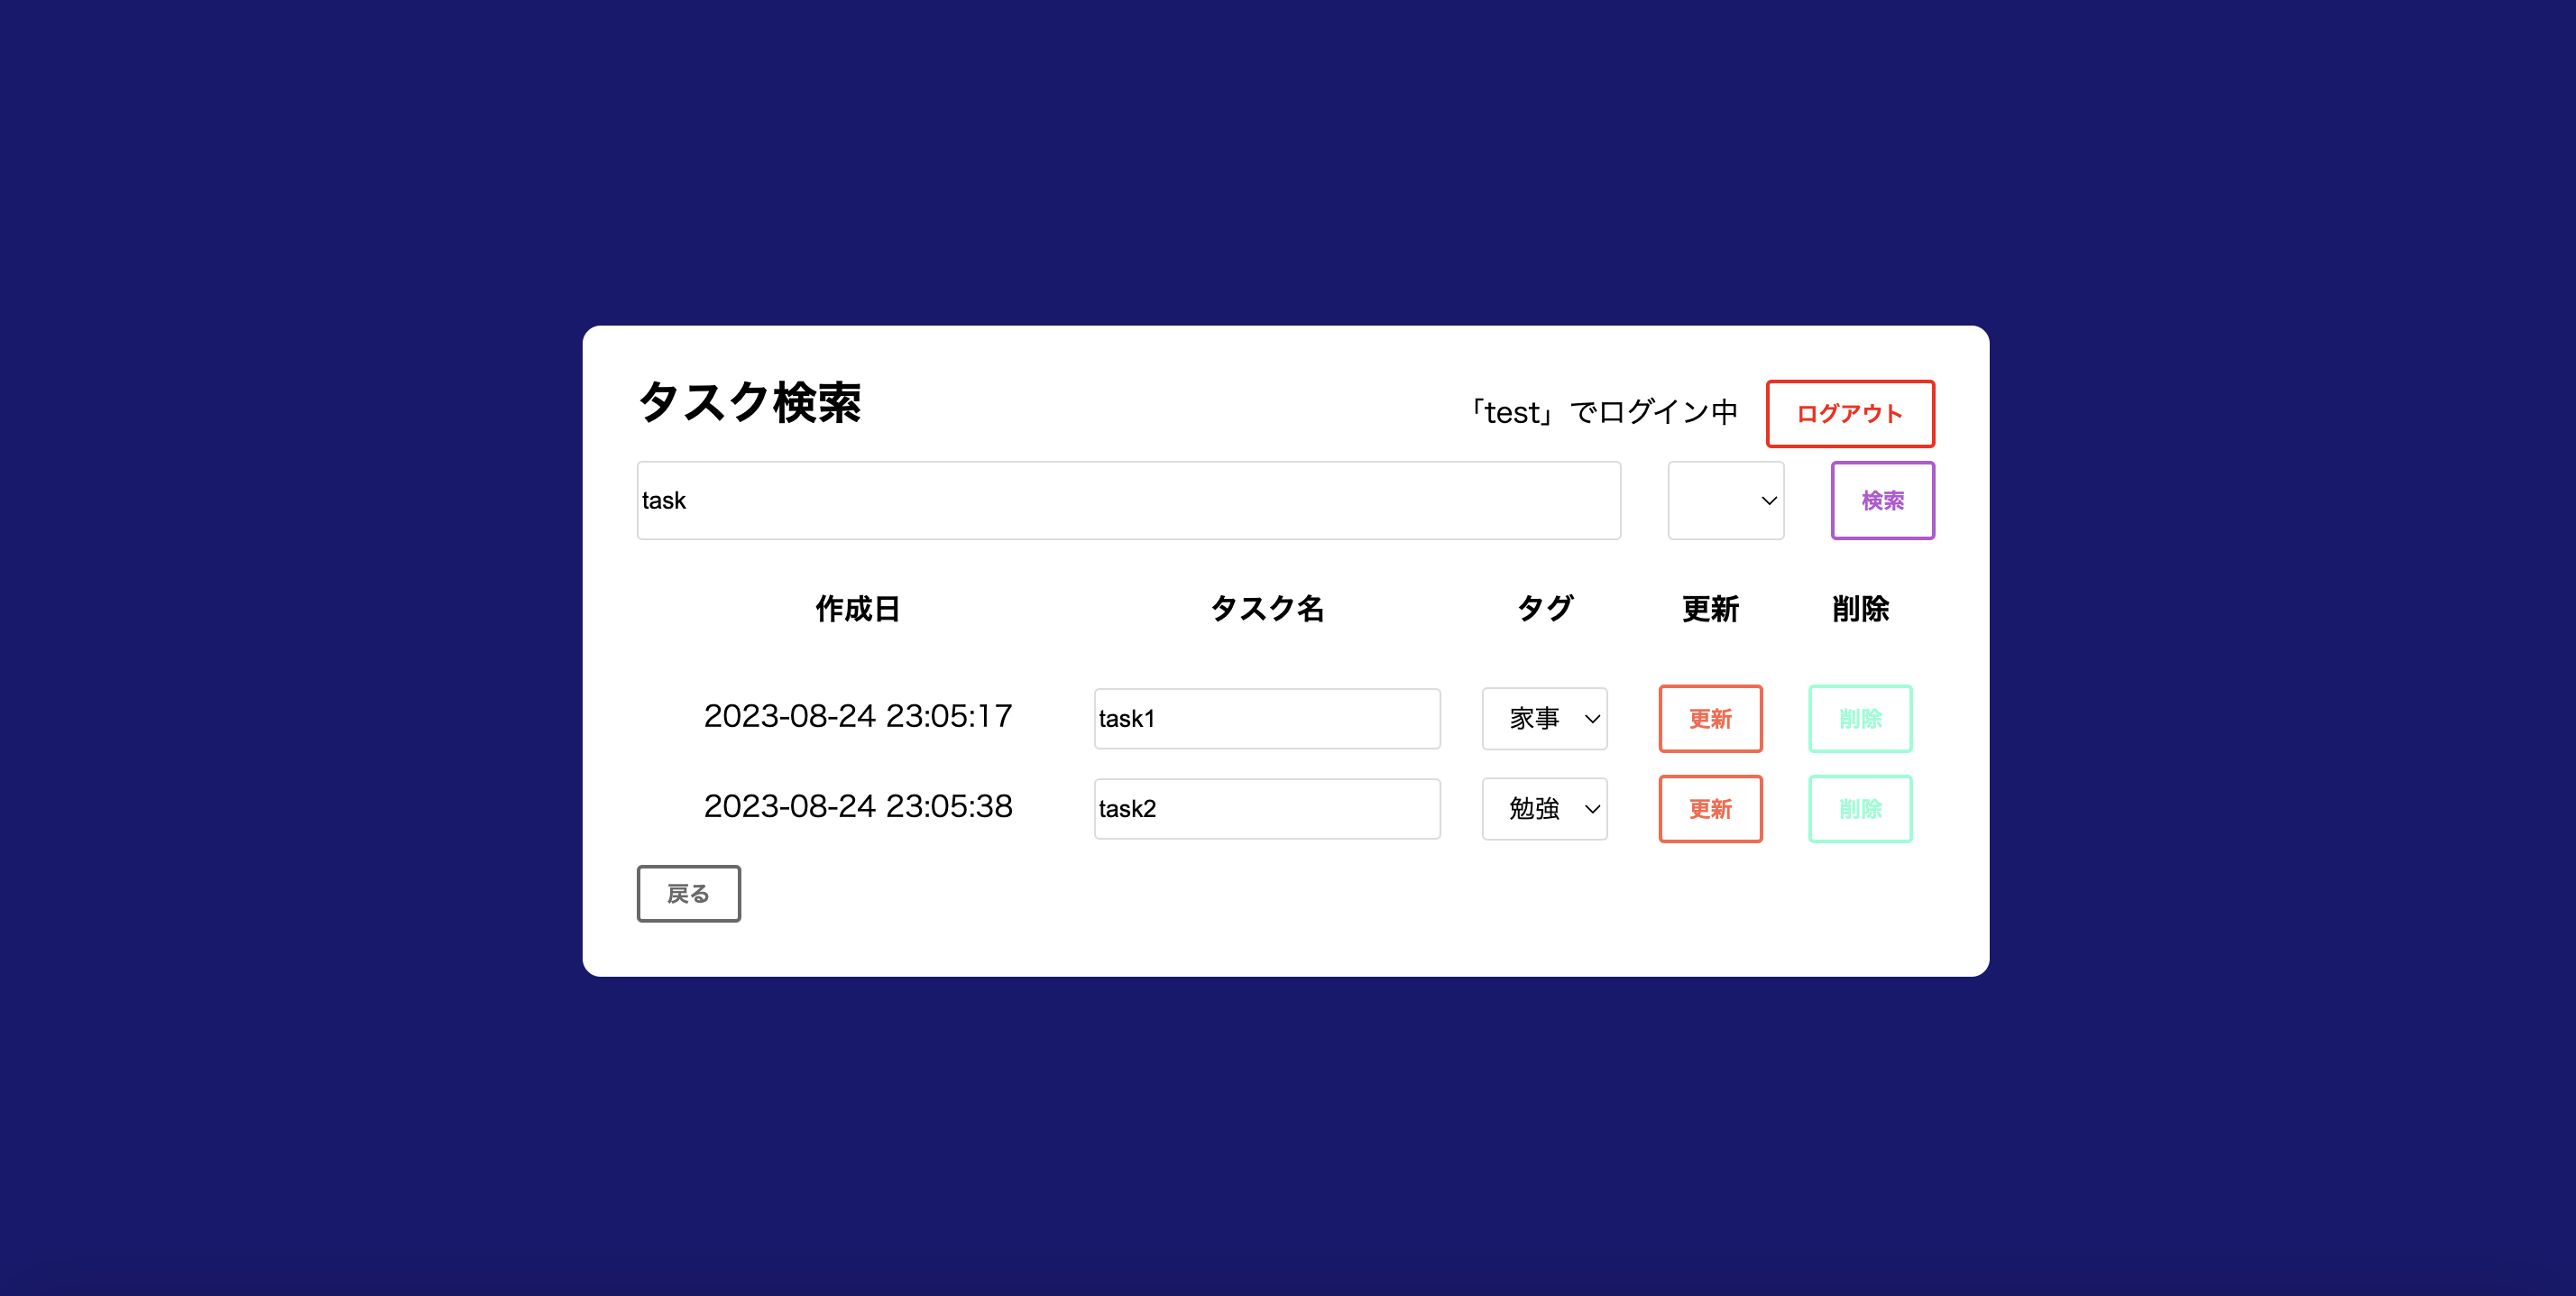 タスク検索 「test」でログイン中 ログアウト
task 検索
作成日 タスク名 タグ 更新 削除
2023-08-24 23:05:17 task1 家事 更新 削除
2023-08-24 23:05:38 task2 勉強 更新 削除
戻る